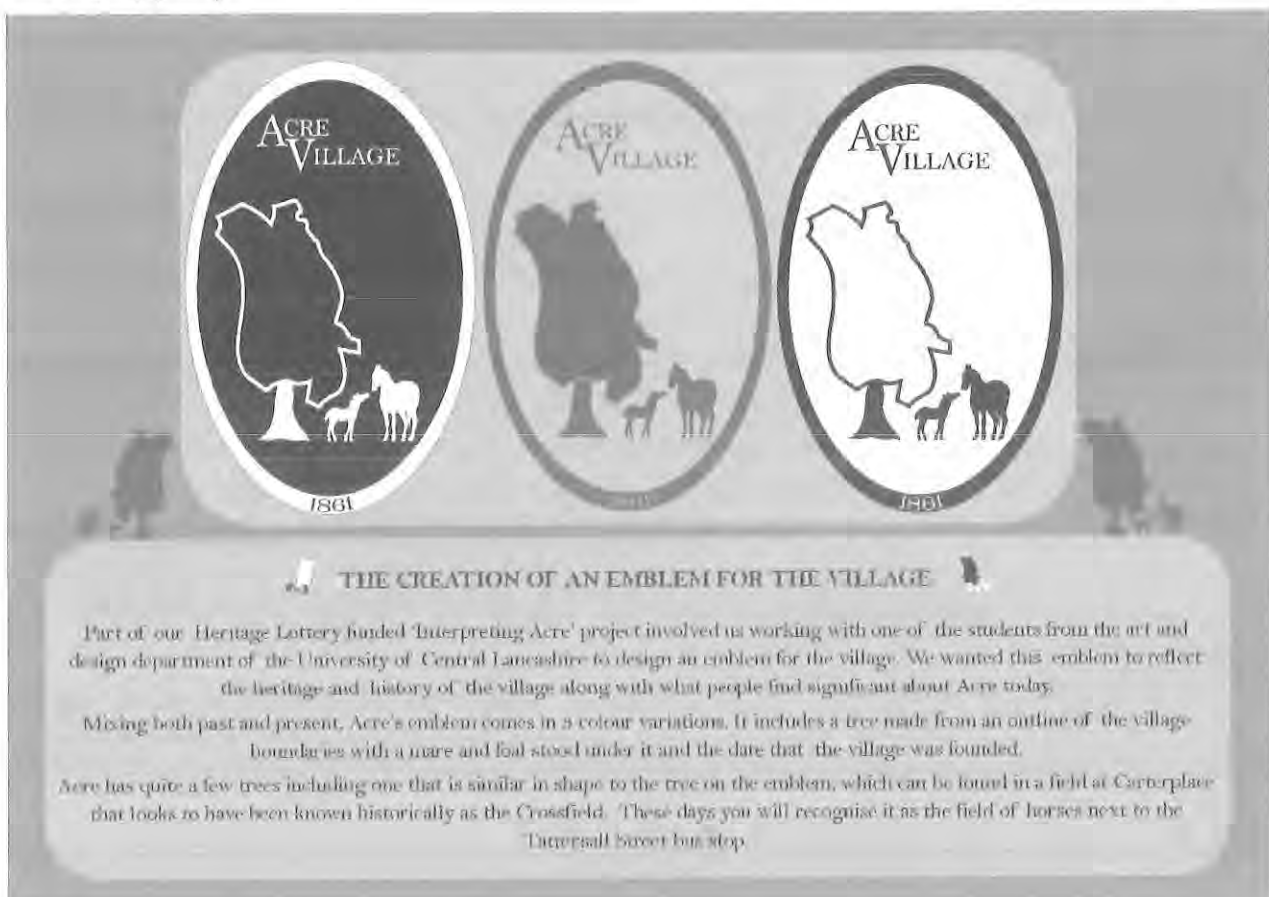 ACRE
VILLAGE
1861
ACRE
VILLAGE
ACRE
VILLAGE
1861
THE CREATION OF AN EMBLEM FOR THE VILLAGE
Part of our Heritage Lottery funded 'Interpreting Acre' project involved us working with one of the students from the art and
design department of the University of Central Lancashire to design an emblem for the village. We wanted this emblem to reflect
the heritage and history of the village along with what people find significant about Acre today.
Mixing both past and present, Acre's emblem comes in 3 colour variations. It includes a tree made from an outline of the village
boundaries with a mare and foal stood under it and the date that the village was founded.
Acre has quite a few trees including one that is similar in shape to the tree on the emblem, which can be found in a field at Carterplace
that looks to have been known historically as the Crossfield. These days you will recognise it as the field of horses next to the
Tattersall Street bus stop.